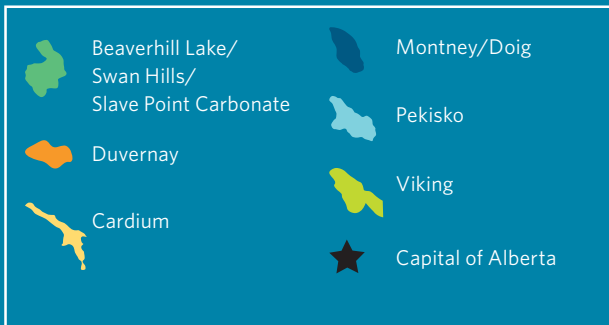 Beaverhill Lake/
Swan Hills/
Slave Point Carbonate
Duvernay
Cardium
Montney/Doig
Pekisko
Viking
Capital of Alberta